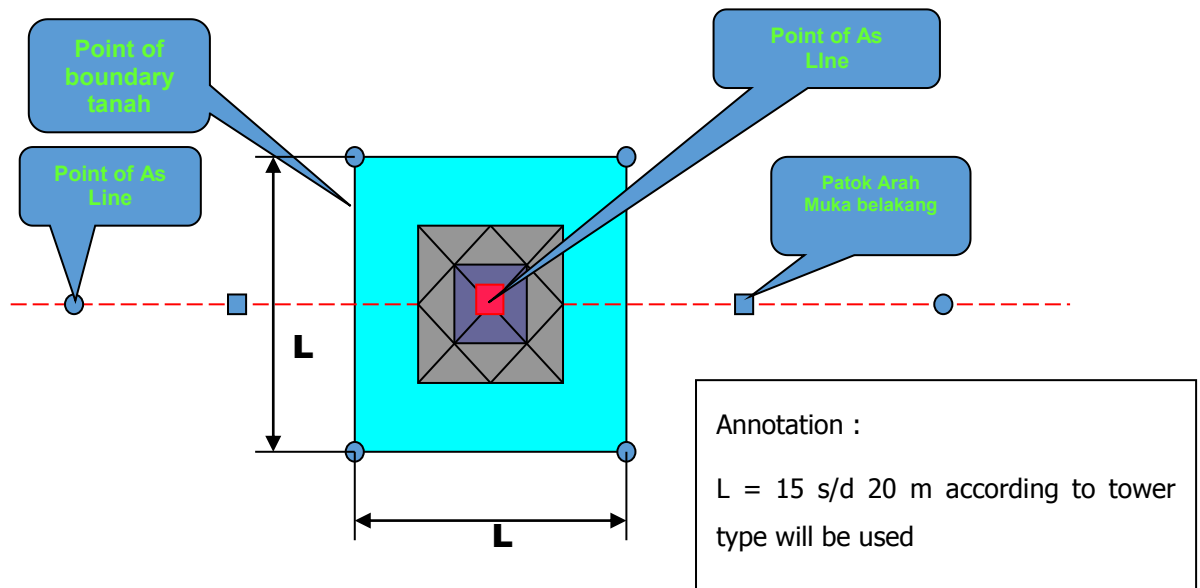 Point of
boundary
tanah
Point of As
LIne
Point of As
Line
Patok Arah
Muka belakang
L
L
Annotation :
L = 15 s/d 20 m according to tower
type will be used